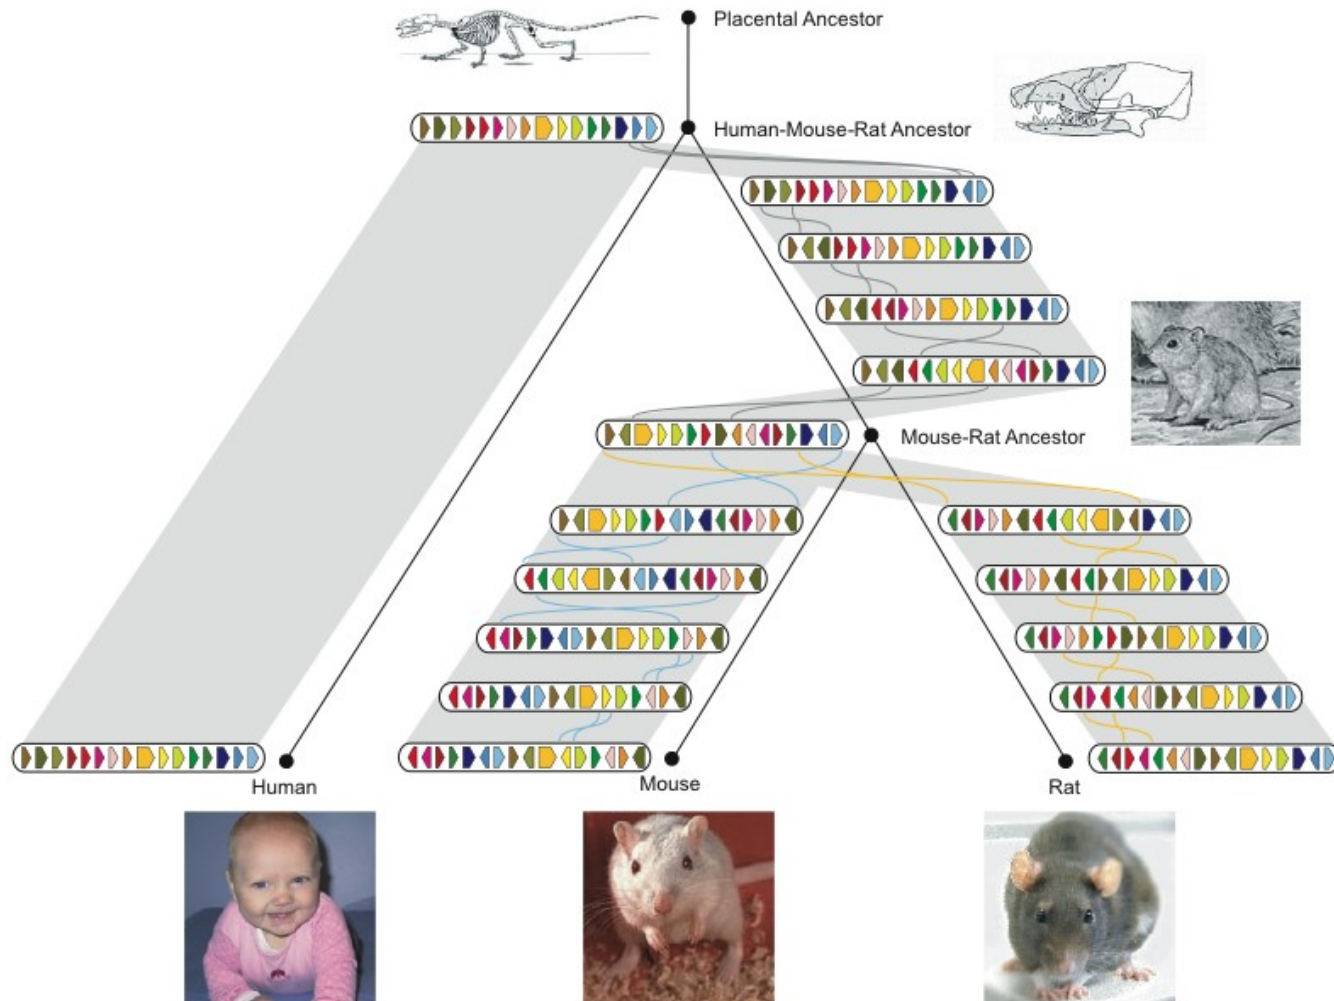 Placental Ancestor
Human-Mouse-Rat Ancestor
Mouse-Rat Ancestor
Human
Mouse
Rat